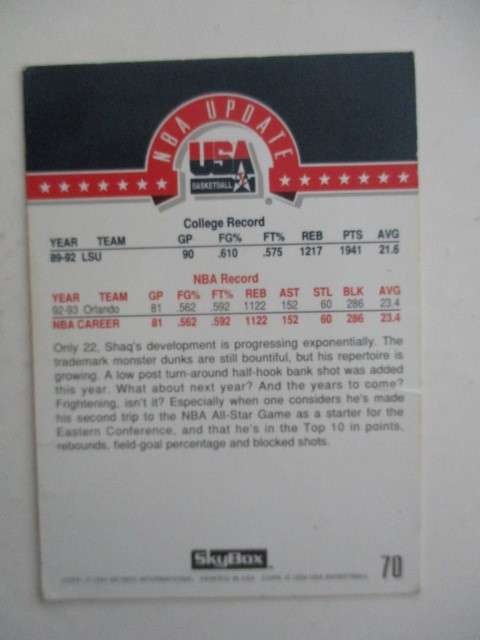 NBA UPDATE
USA
BASKETBALL
College Record
YEAR TEAM GP FG% FT% REB PTS AVG
89-92 LSU 90 .610 .575 1217 1941 21.6
NBA Record
YEAR TEAM GP FG% FT% REB AST STL BLK AVG
92-93 Orlando 81 .562 .592 1122 152 60 286 23.4
NBA CAREER 81 .562 .592 1122 152 60 286 23.4
Only 22, Shaq's development is progressing exponentially. The
trademark monster dunks are still bountiful, but his repertoire is
growing. A low post turn-around half-hook bank shot was added
this year. What about next year? And the years to come?
Frightening, isn't it? Especially when one considers he's made
his second trip to the NBA All-Star Game as a starter for the
Eastern Conference, and that he's in the Top 10 in points,
rebounds, field-goal percentage and blocked shots.
SkyBox
70